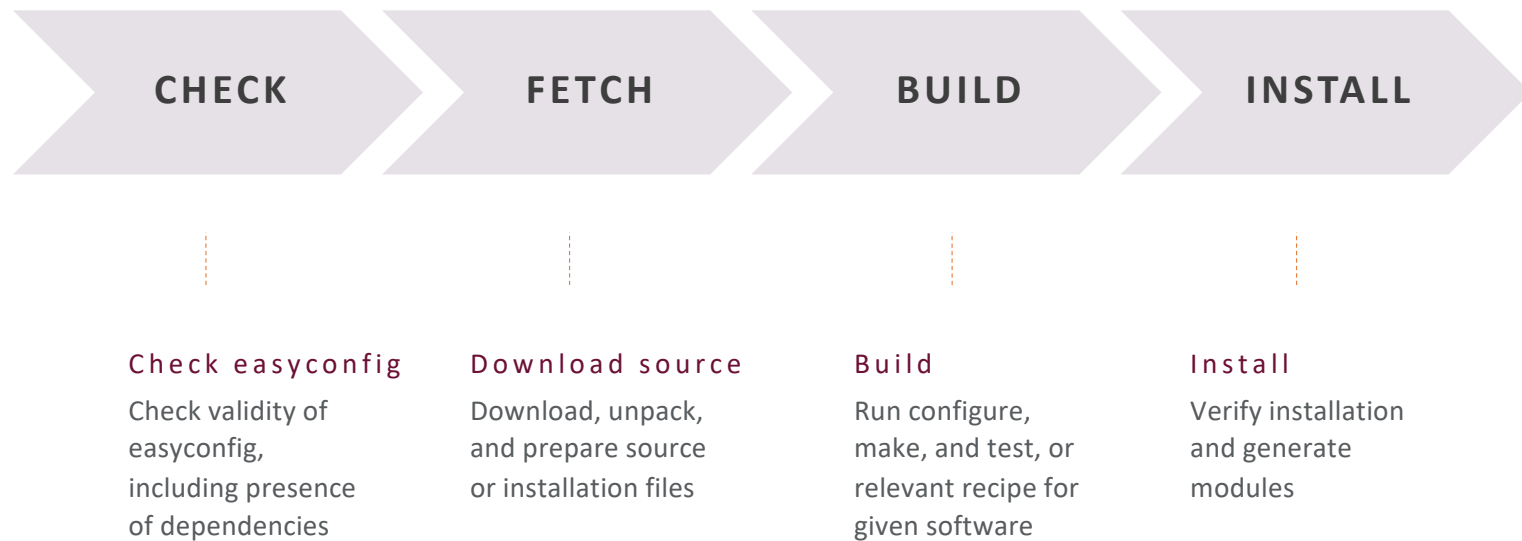 CHECK
FETCH
BUILD
INSTALL
Check easyconfig
Check validity of
easyconfig,
including presence
of dependencies
Download source
Download, unpack,
and prepare source
or installation files
Build
Run configure,
make, and test, or
relevant recipe for
given software
Install
Verify installation
and generate
modules